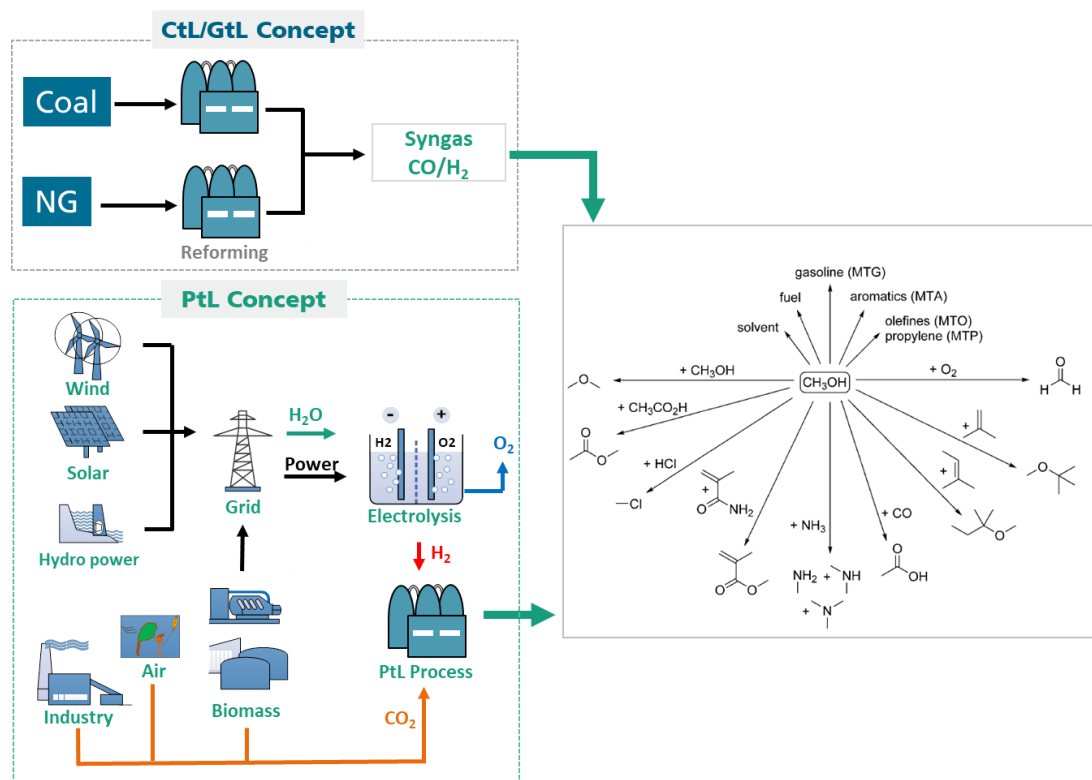 CtL/GtL Concept
Coal
NG
Reforming
Syngas
CO/H₂
PtL Concept
Wind
Solar
Hydro power
Grid
H₂O
Power
-
+
H2
O2
O₂
Electrolysis
H₂
PtL Process
Industry
Air
Biomass
CO₂
gasoline (MTG)
fuel
aromatics (MTA)
solvent
olefines (MTO)
propylene (MTP)
CH₃OH
+ CH₃OH
O
+ O₂
O
H H
+ CH₃CO₂H
O
O
+ HCl
Cl
+
O NH₂
O
O
+ NH₃
NH₂ + NH
+ N
+ CO
O
OH
+
O
+
O